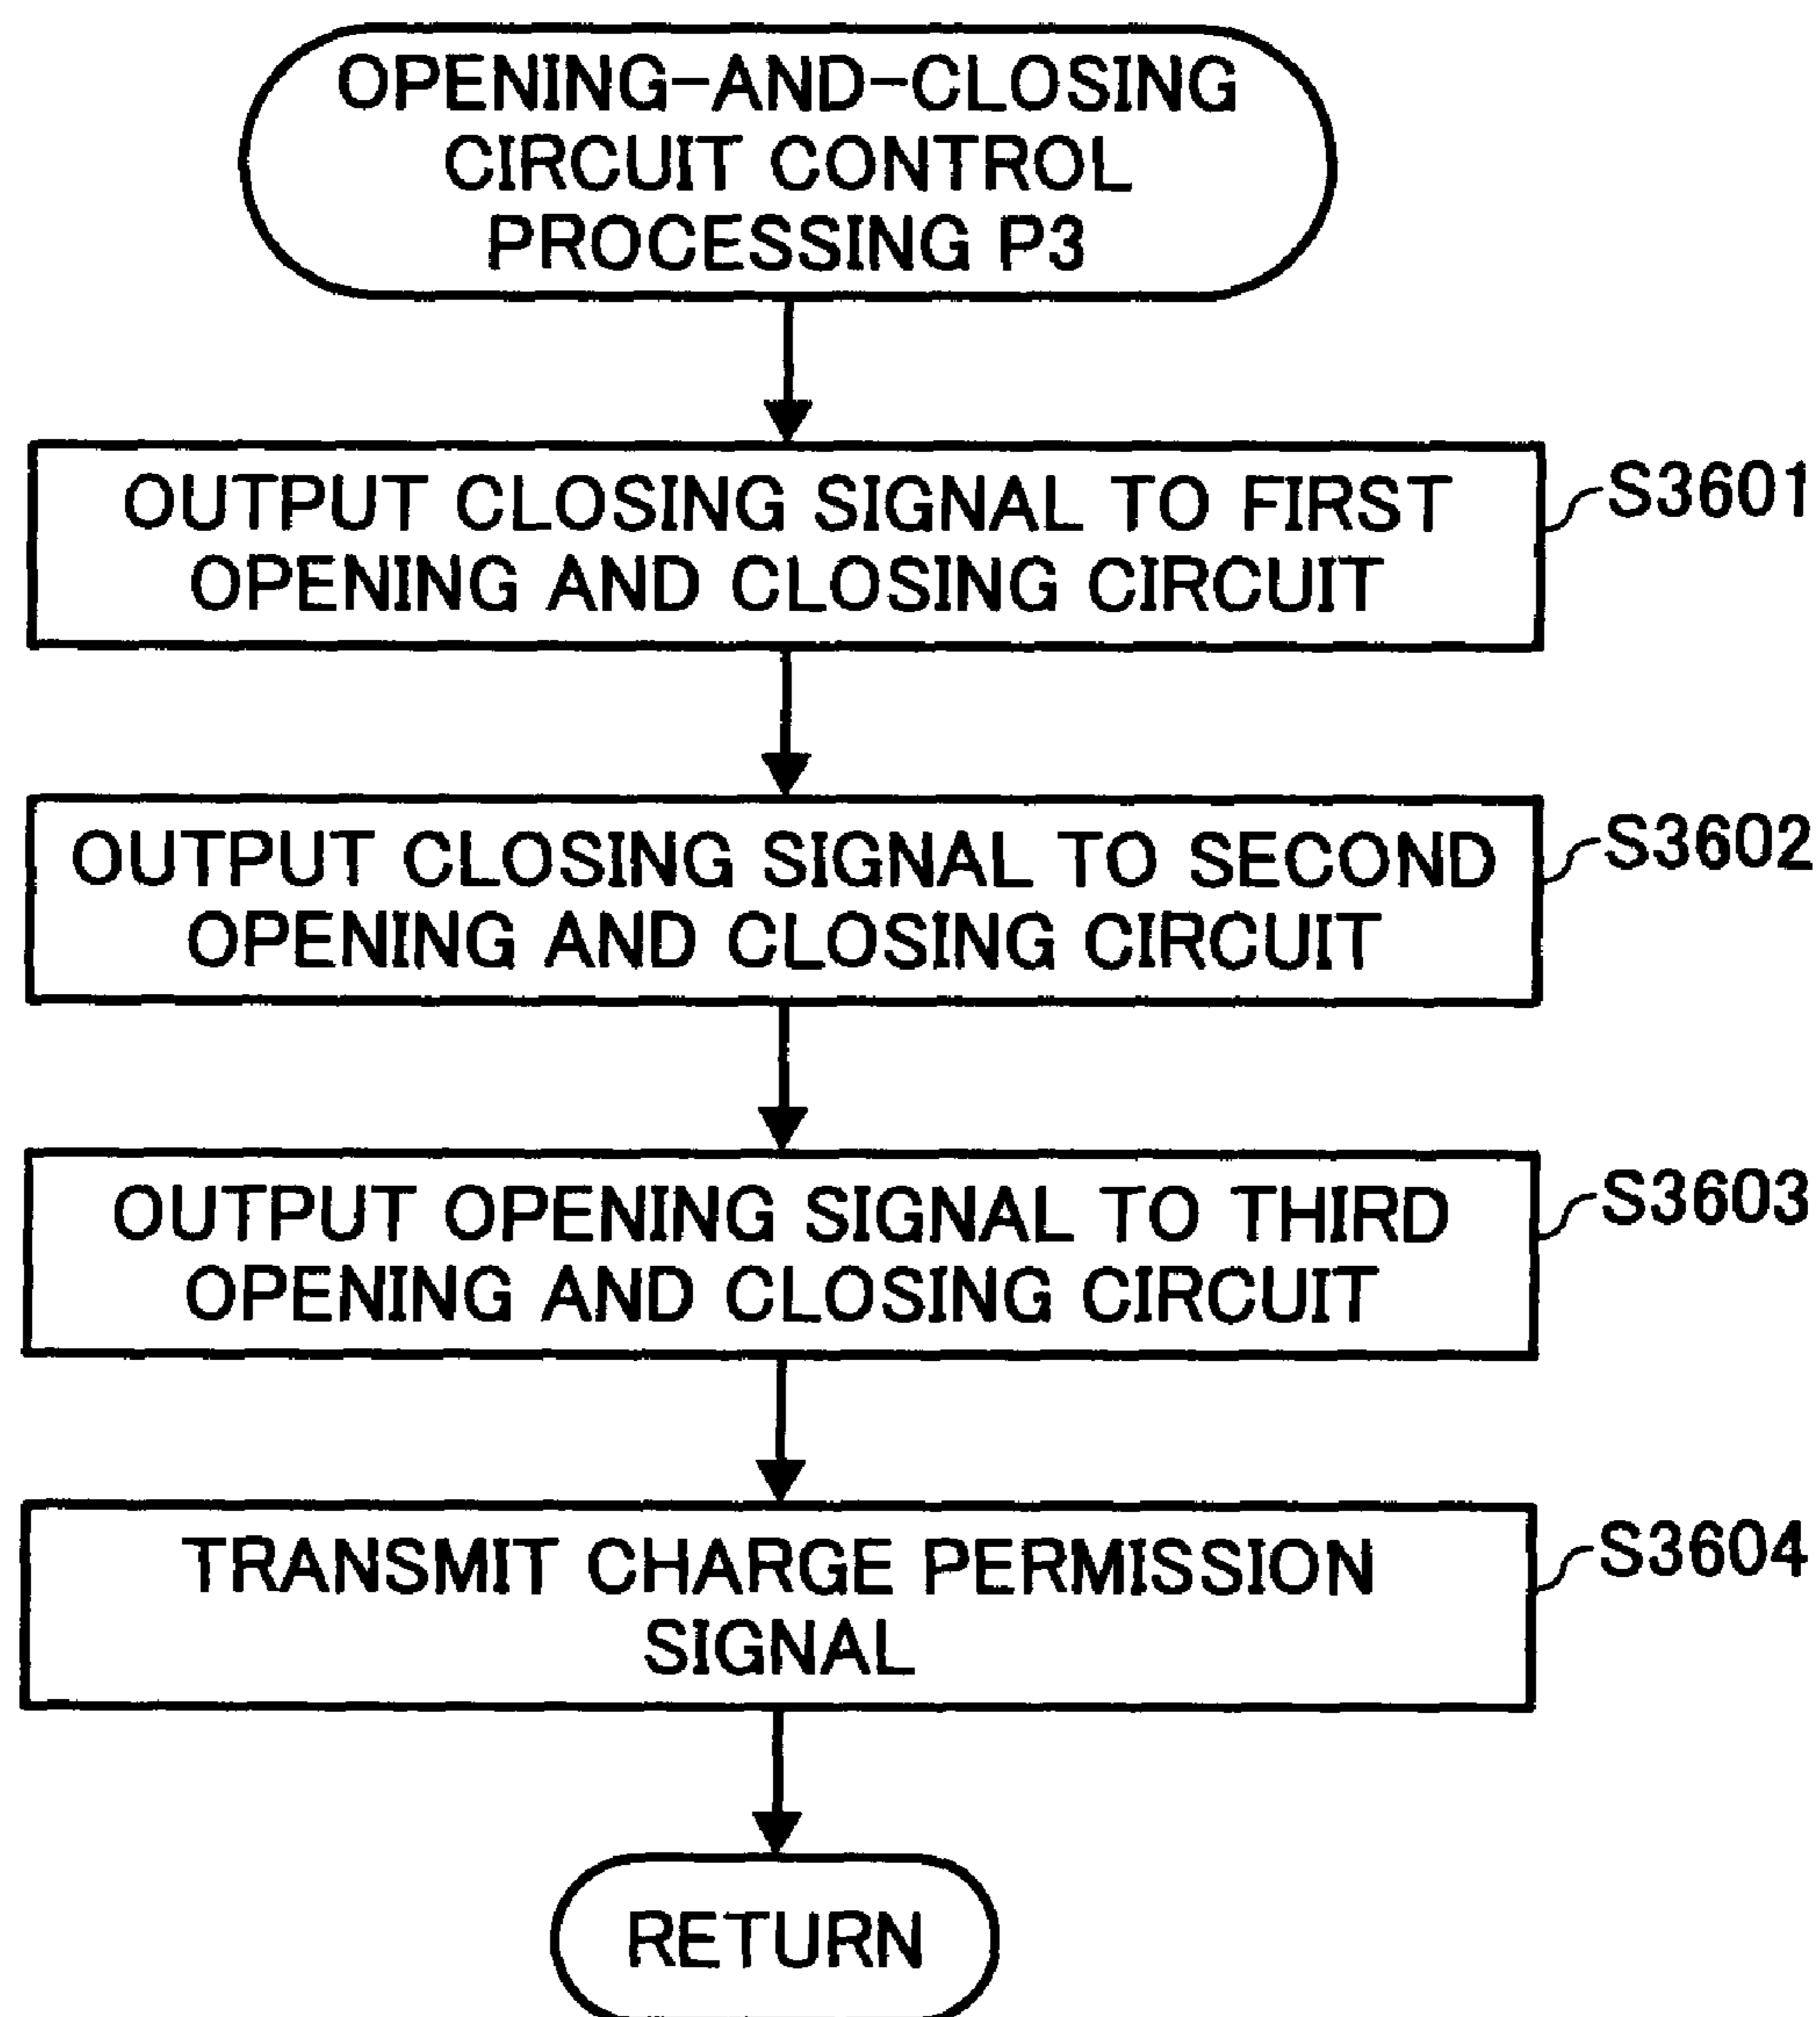 OPENING-AND-CLOSING
CIRCUIT CONTROL
PROCESSING P3
OUTPUT CLOSING SIGNAL TO FIRST
OPENING AND CLOSING CIRCUIT
S3601
OUTPUT CLOSING SIGNAL TO SECOND
OPENING AND CLOSING CIRCUIT
S3602
OUTPUT OPENING SIGNAL TO THIRD
OPENING AND CLOSING CIRCUIT
S3603
TRANSMIT CHARGE PERMISSION
SIGNAL
S3604
RETURN